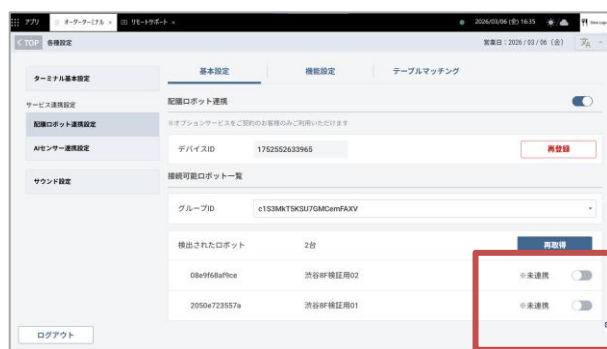 アプリ オーダーターミナル × リモートサポート × 2026/03/06 (金) 16:35
< TOP 各種設定 営業日：2026 / 03 / 06 （金）
ターミナル基本設定
サービス連携設定
配膳ロボット連携設定
AIセンサー連携設定
サウンド設定
ログアウト
基本設定 機能設定 テーブルマッチング
配膳ロボット連携
※オプションサービスをご契約のお客様のみご利用いただけます
デバイスID 1752552633965 再登録
接続可能ロボット一覧
グループID c1S3MkT5KSU7GMCemFAXV
検出されたロボット 2台 再取得
08e9f68af9ce 渋谷8F検証用02 ※未連携
2050e723557a 渋谷8F検証用01 ※未連携